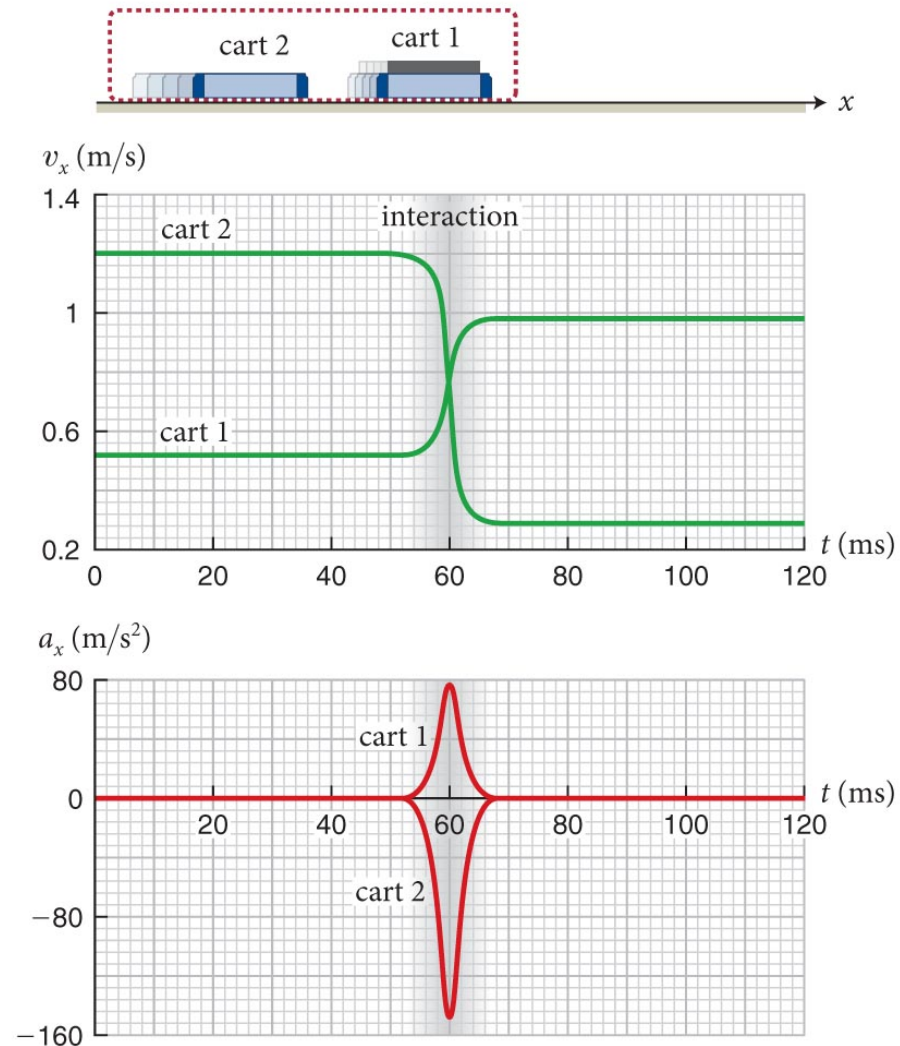 cart 2
cart 1
x
vₓ (m/s)
1.4
interaction
cart 2
1
0.6
cart 1
0.2
t (ms)
0 20 40 60 80 100 120
aₓ (m/s²)
80
cart 1
0
t (ms)
20 40 60 80 100 120
cart 2
−80
−160